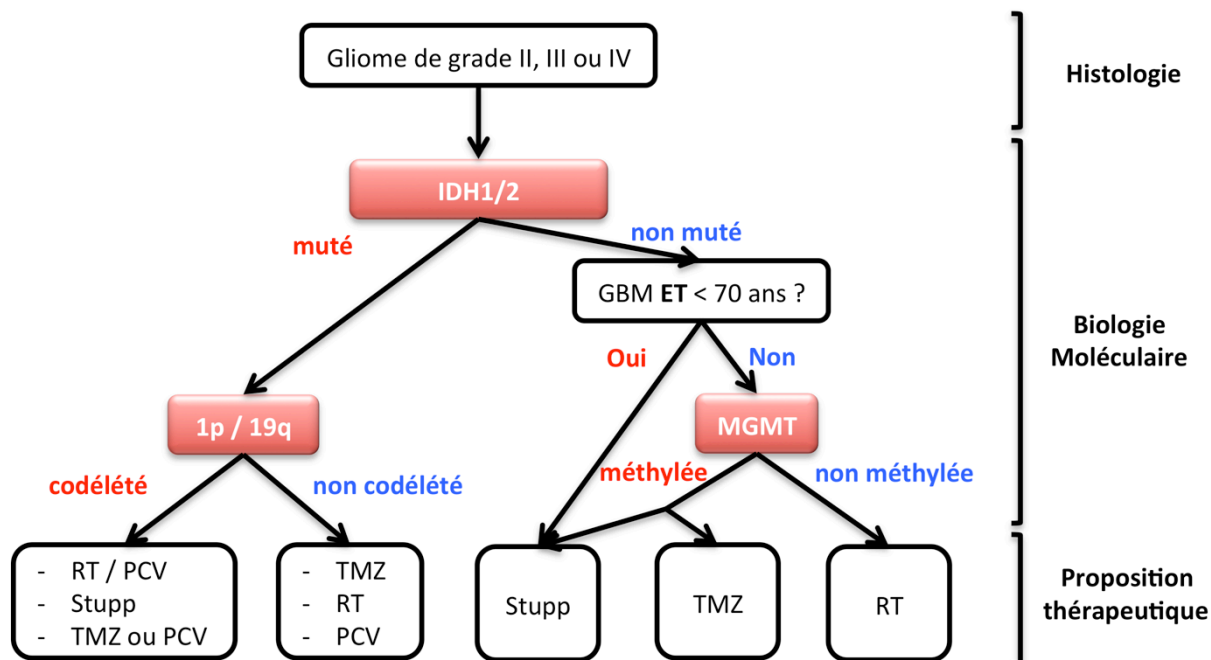 Gliome de grade II, III ou IV
Histologie
IDH1/2
muté
non muté
GBM ET < 70 ans ?
Biologie
Moléculaire
Oui
Non
1p / 19q
MGMT
codélété
non codélété
méthylée
non méthylée
- RT / PCV
- Stupp
- TMZ ou PCV
- TMZ
- RT
- PCV
Stupp
TMZ
RT
Proposition
thérapeutique